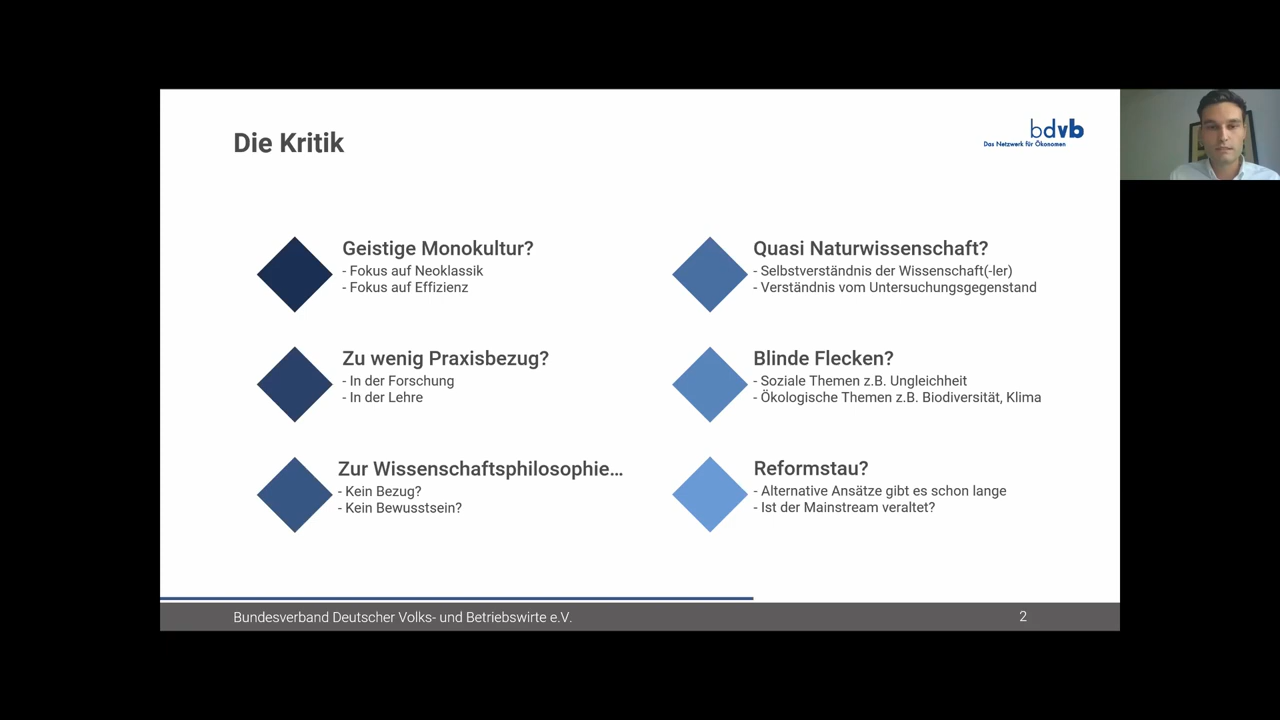 Die Kritik
bdvb
Das Netzwerk für Ökonomen
Geistige Monokultur?
- Fokus auf Neoklassik
- Fokus auf Effizienz
Zu wenig Praxisbezug?
- In der Forschung
- In der Lehre
Zur Wissenschaftsphilosophie…
- Kein Bezug?
- Kein Bewusstsein?
Quasi Naturwissenschaft?
- Selbstverständnis der Wissenschaft(-ler)
- Verständnis vom Untersuchungsgegenstand
Blinde Flecken?
- Soziale Themen z.B. Ungleichheit
- Ökologische Themen z.B. Biodiversität, Klima
Reformstau?
- Alternative Ansätze gibt es schon lange
- Ist der Mainstream veraltet?
Bundesverband Deutscher Volks- und Betriebswirte e.V.
2